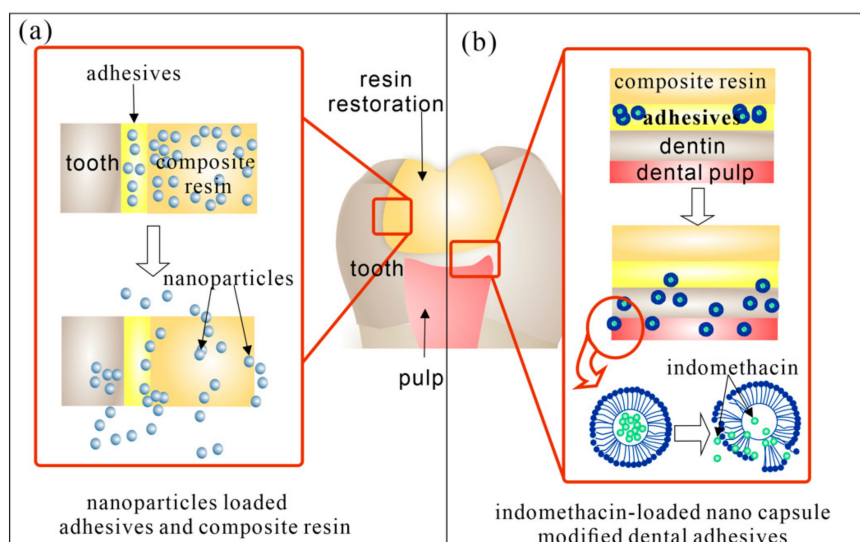 (a)
adhesives
tooth
composite
resin
nanoparticles
nanoparticles loaded
adhesives and composite resin
resin
restoration
tooth
pulp
(b)
composite resin
adhesives
dentin
dental pulp
indomethacin
indomethacin-loaded nano capsule
modified dental adhesives